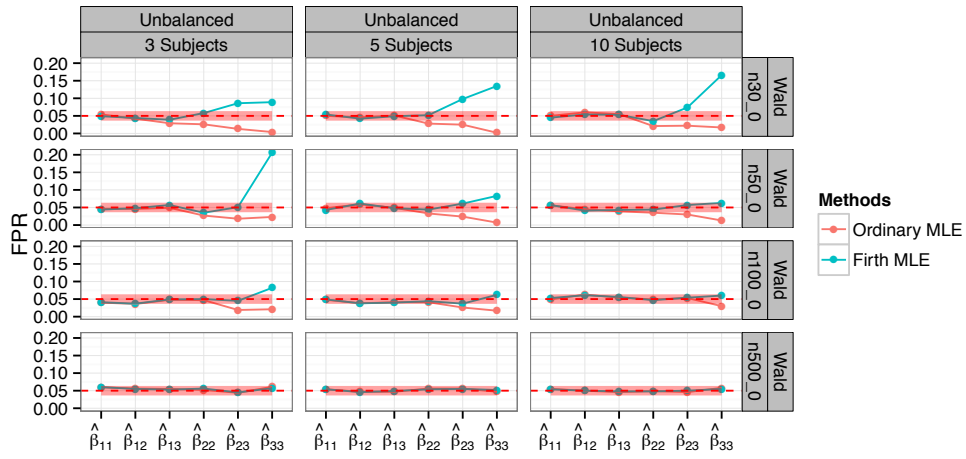 Unbalanced Unbalanced Unbalanced
3 Subjects 5 Subjects 10 Subjects
FPR
0.20
0.15
0.10
0.05
0.00
n30_0 Wald
0.20
0.15
0.10
0.05
0.00
n50_0 Wald
0.20
0.15
0.10
0.05
0.00
n100_0 Wald
0.20
0.15
0.10
0.05
0.00
n500_0 Wald
β̂₁₁ β̂₁₂ β̂₁₃ β̂₂₂ β̂₂₃ β̂₃₃ β̂₁₁ β̂₁₂ β̂₁₃ β̂₂₂ β̂₂₃ β̂₃₃ β̂₁₁ β̂₁₂ β̂₁₃ β̂₂₂ β̂₂₃ β̂₃₃
Methods
Ordinary MLE
Firth MLE